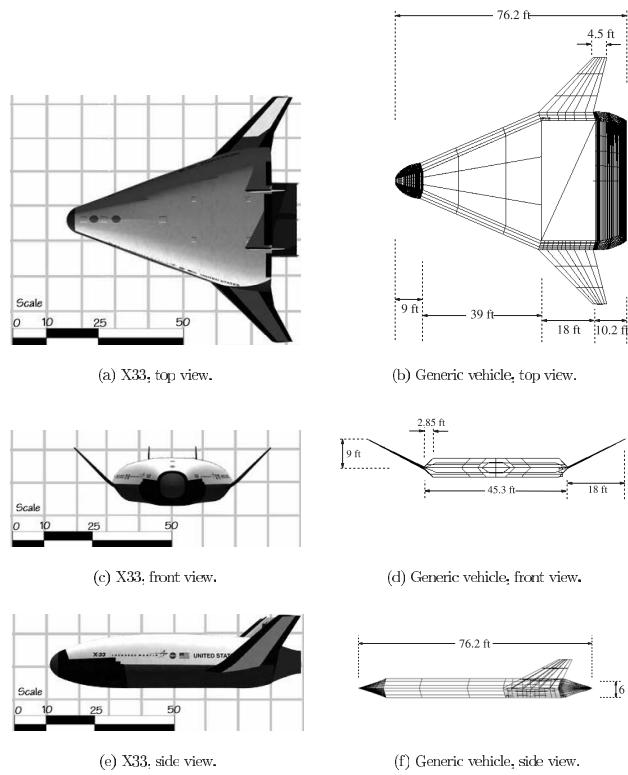 76.2 ft
4.5 ft
UNITED STATES
Scale
0 10 25 50
9 ft
39 ft
18 ft
10.2 ft
(a) X33, top view.
(b) Generic vehicle, top view.
2.85 ft
9 ft
45.3 ft
18 ft
0 10 25 50
(c) X33, front view.
(d) Generic vehicle, front view.
X-33
UNITED STATES
76.2 ft
6
Scale
0 10 25 50
(e) X33, side view.
(f) Generic vehicle, side view.